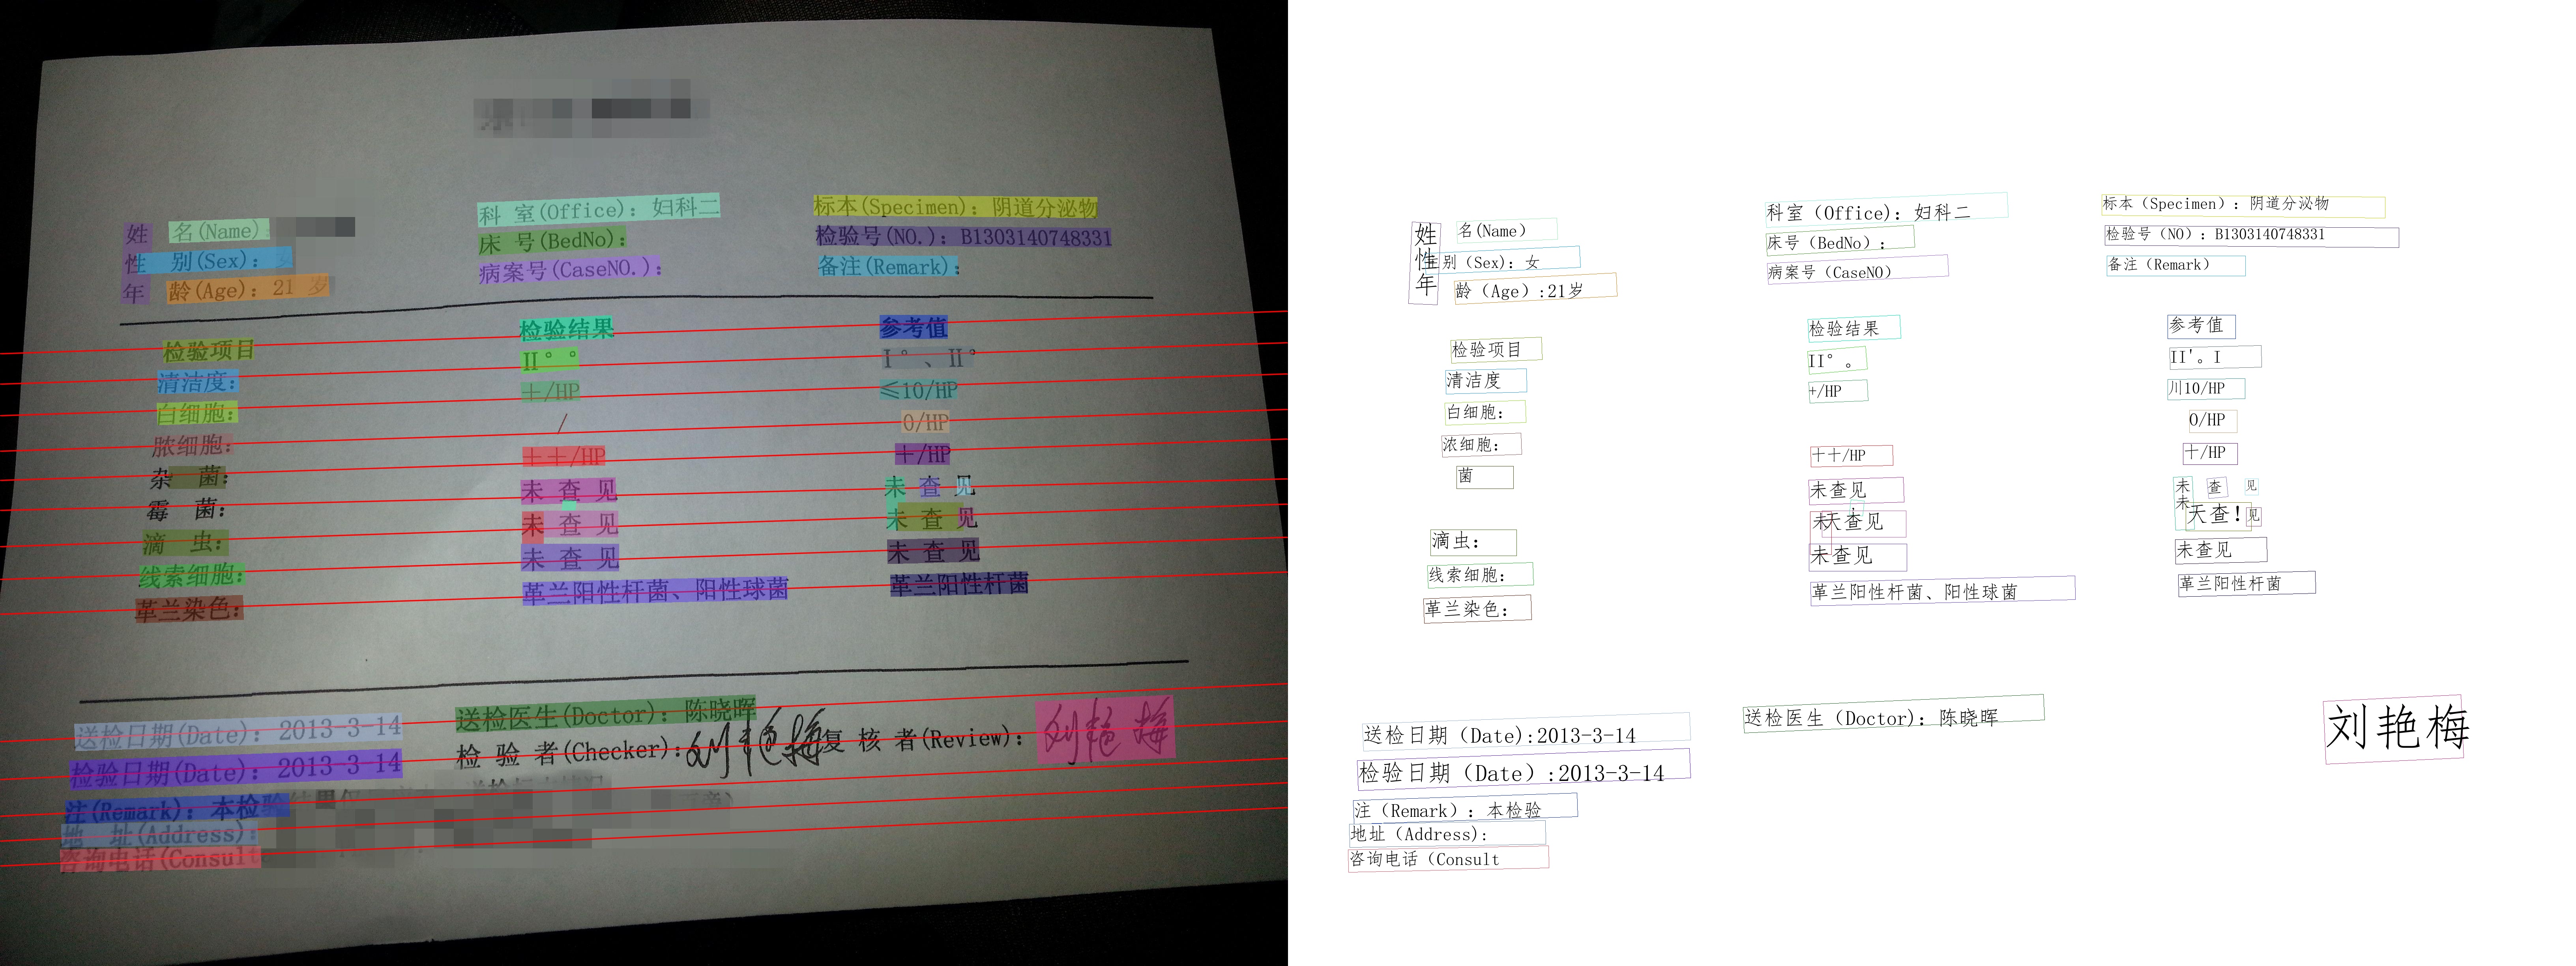 姓 名(Name)
科 室(Office): 妇科二
标本(Specimen): 阴道分泌物
性 别(Sex):
床 号(BedNo):
检验号(NO.): B1303140748331
年 龄(Age): 21 岁
病案号(CaseNO.):
备注(Remark):
检验项目 检验结果 参考值
清洁度: II° ° I°、II°
白细胞: +/HP ≤10/HP
脓细胞: / 0/HP
杂 菌: ++/HP +/HP
霉 菌: 未 查 见 未 查 见
滴 虫: 未 查 见 未 查 见
线索细胞: 未 查 见 未 查 见
革兰染色: 革兰阳性杆菌、阳性球菌 革兰阳性杆菌
送检日期(Date): 2013-3-14 送检医生(Doctor): 陈晓晖
检验日期(Date): 2013-3-14 检 验 者(Checker): 刘艳梅 复 核 者(Review): 刘艳梅
注(Remark): 本检验
地 址(Address):
咨询电话(Consult
姓 名(Name) 科室(Office): 妇科二 标本(Specimen): 阴道分泌物
性 别(Sex): 女 床号(BedNo): 检验号(NO): B1303140748331
年 龄(Age):21岁 病案号(CaseNO) 备注(Remark)
检验项目 检验结果 参考值
清洁度 II° 。 II'。I
白细胞: +/HP 川10/HP
浓细胞: 0/HP
菌 十十/HP 十/HP
未查见 未 查 见
未天查见 未 天查! 见
滴虫: 未查见 未查见
线索细胞:
革兰染色: 革兰阳性杆菌、阳性球菌 革兰阳性杆菌
送检日期(Date):2013-3-14 送检医生(Doctor): 陈晓晖 刘艳梅
检验日期(Date):2013-3-14
注(Remark): 本检验
地址(Address):
咨询电话(Consult